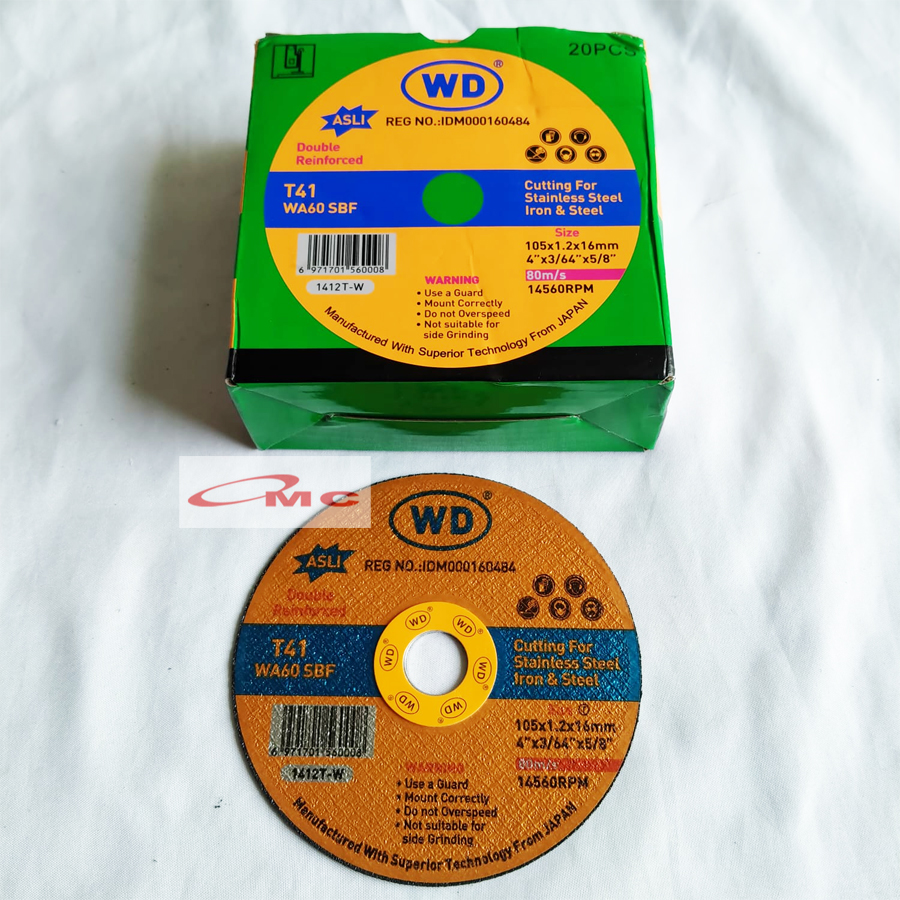 20PCS
WD®
ASLI
REG NO.:IDM000160484
Double
Reinforced
T41
WA60 SBF
Cutting For
Stainless Steel
Iron & Steel
Size
105x1.2x16mm
4"x3/64"x5/8"
80m/s
14560RPM
6 971701 560008
1412T-W
WARNING
• Use a Guard
• Mount Correctly
• Do not Overspeed
• Not suitable for
side Grinding
Manufactured With Superior Technology From JAPAN
CMC
WD®
ASLI
REG NO.:IDM000160484
Double
Reinforced
T41
WA60 SBF
WD®
WD®
WD®
WD®
WD®
WD®
Cutting For
Stainless Steel
Iron & Steel
Size T
105x1.2x16mm
4"x3/64"x5/8"
80m/s
14560RPM
6 971701 560008
1412T-W
WARNING
• Use a Guard
• Mount Correctly
• Do not Overspeed
• Not suitable for
side Grinding
Manufactured With Superior Technology From JAPAN